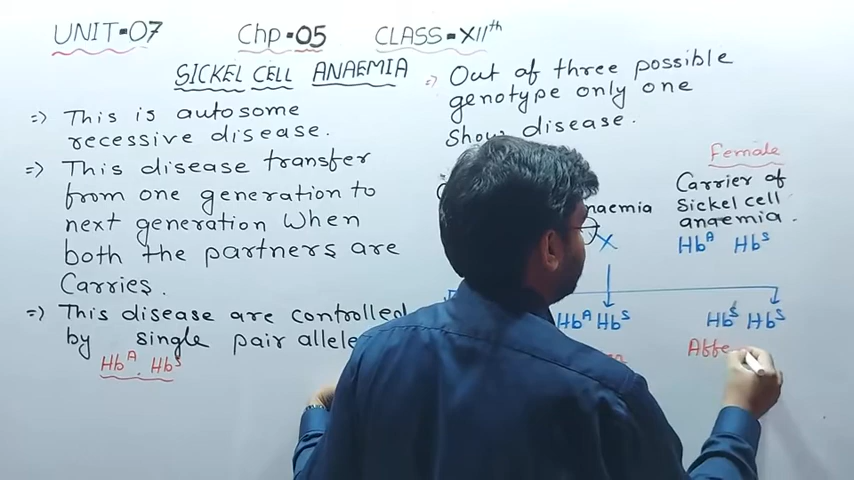 UNIT-07 Chp-05 CLASS-XIIth
SICKEL CELL ANAEMIA
=) This is autosome
recessive disease.
=) This disease transfer
from one generation to
next generation When
both the partners are
Carries.
=) This disease are controlled
by single pair allele
HbA. HbS
=) Out of three possible
genotype only one
Show disease.
Female
Carrier of
Sickel cell
anaemia.
HbA HbS
X
HbA HbS
HbS HbS